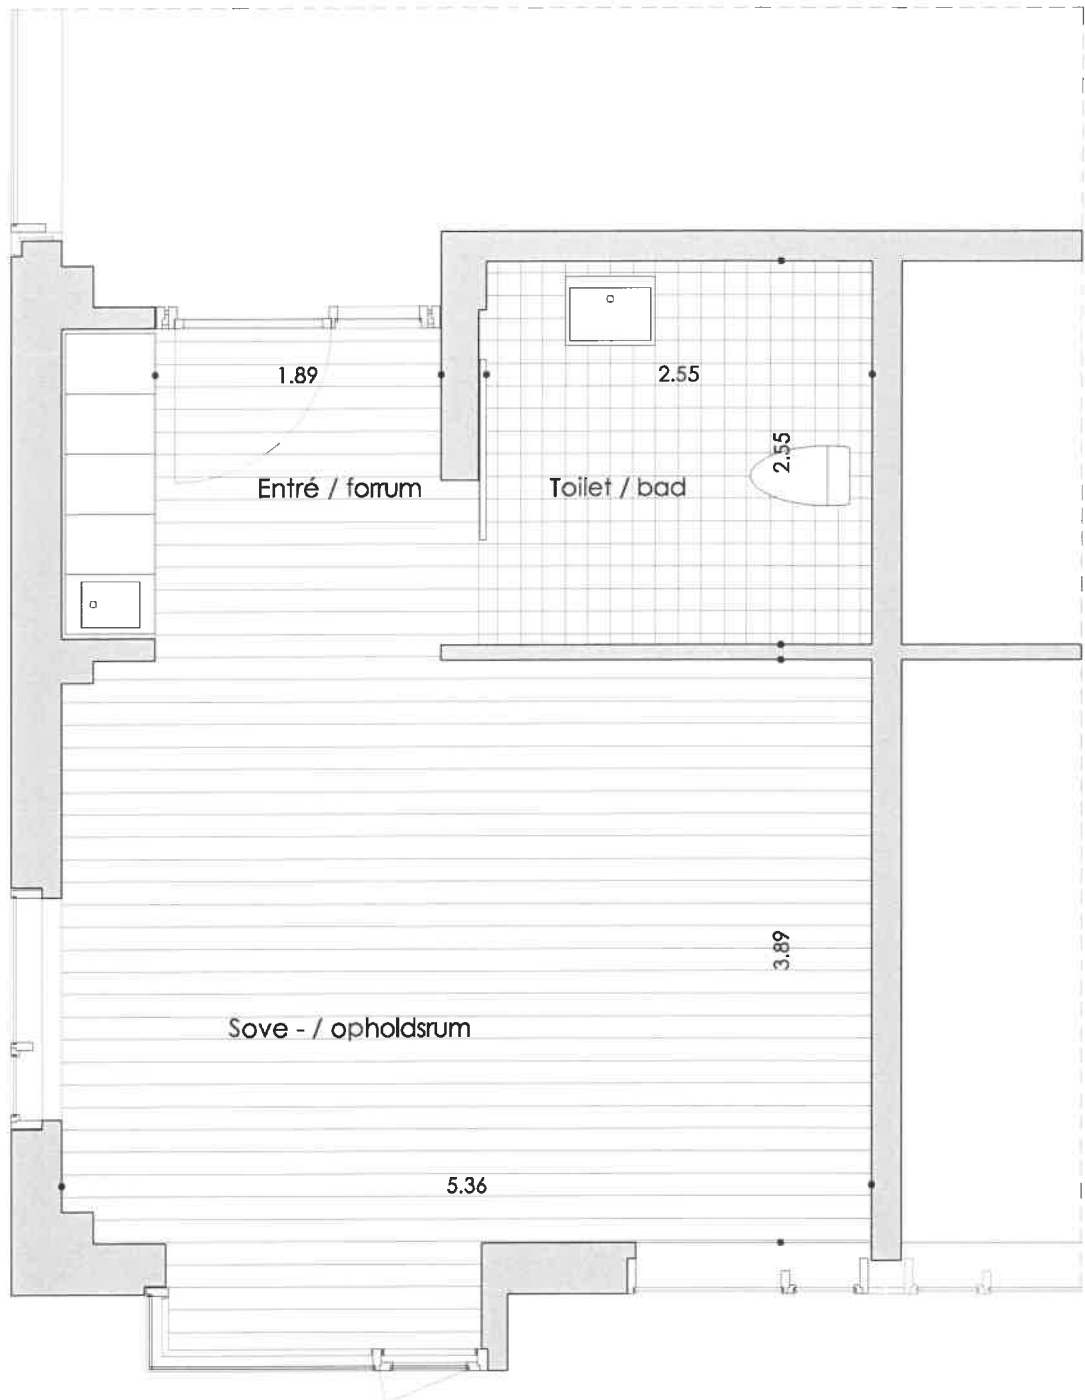 1.89
2.55
2.55
Entré / forrum
Toilet / bad
3.89
Sove - / opholdsrum
5.36